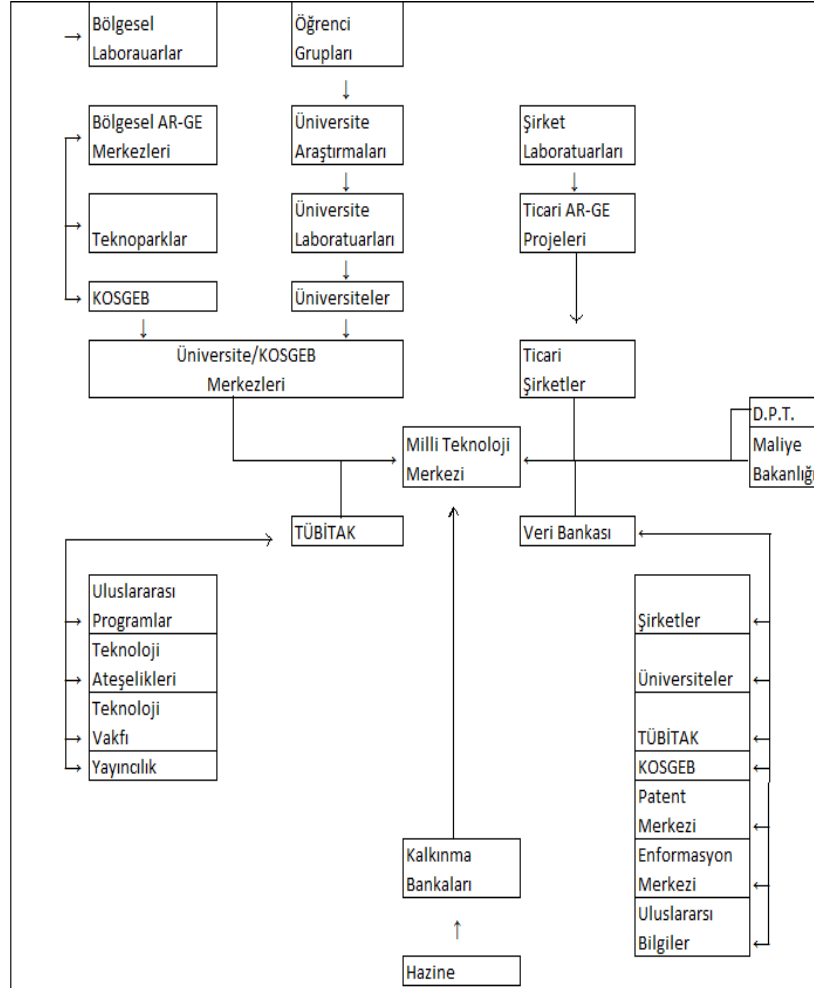 Bölgesel
Laborauarlar
Öğrenci
Grupları
Bölgesel AR-GE
Merkezleri
Üniversite
Araştırmaları
Şirket
Laboratuarları
Teknoparklar
Üniversite
Laboratuarları
Ticari AR-GE
Projeleri
KOSGEB
Üniversiteler
Üniversite/KOSGEB
Merkezleri
Ticari
Şirketler
D.P.T.
Maliye
Bakanlığı
Milli Teknoloji
Merkezi
TÜBİTAK
Veri Bankası
Uluslararası
Programlar
Teknoloji
Ateşelikleri
Teknoloji
Vakfı
Yayıncılık
Şirketler
Üniversiteler
TÜBİTAK
KOSGEB
Patent
Merkezi
Enformasyon
Merkezi
Uluslararsı
Bilgiler
Kalkınma
Bankaları
Hazine